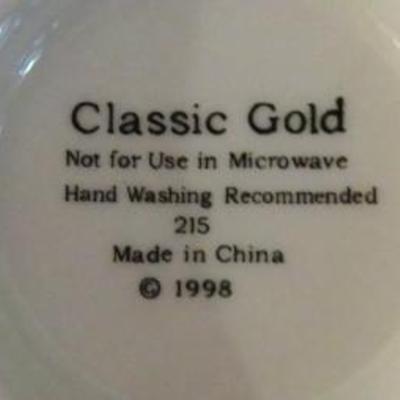 Classic Gold
Not for Use in Microwave
Hand Washing Recommended
215
Made in China
© 1998